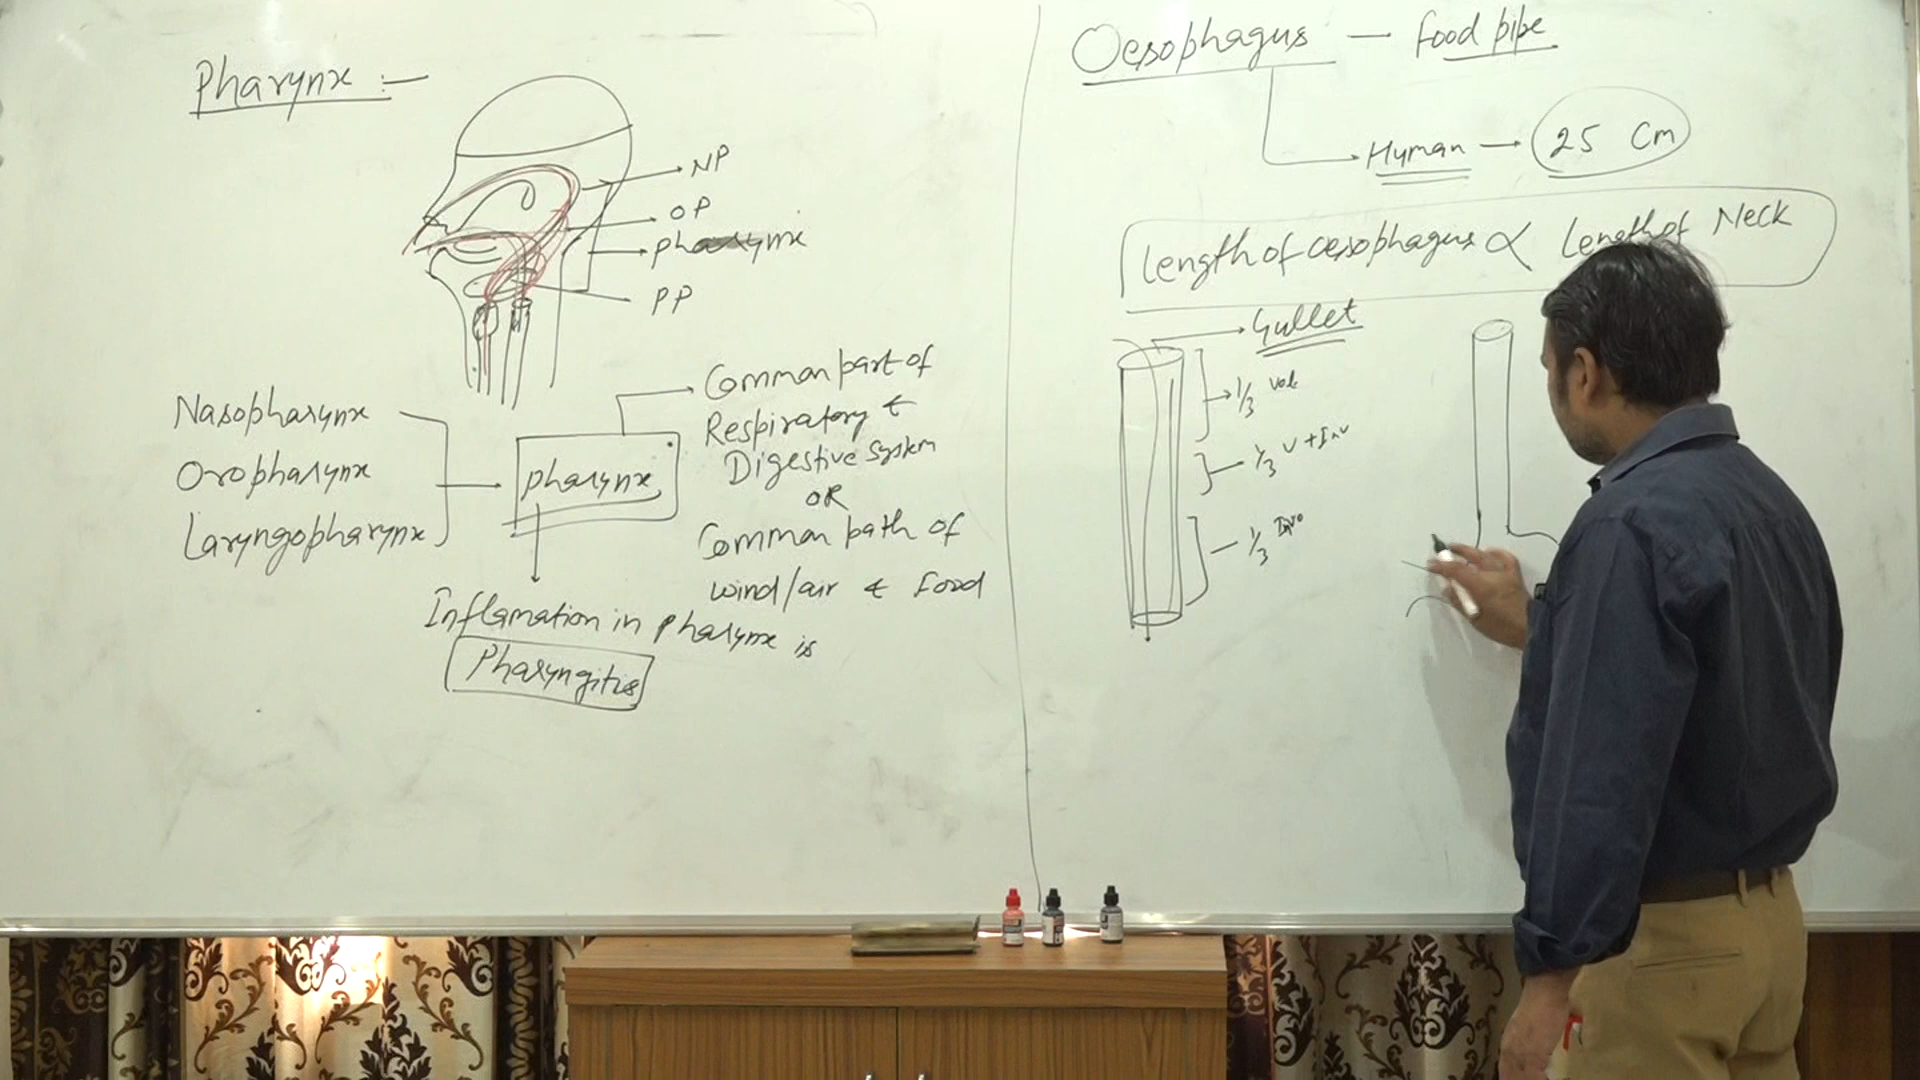 Pharynx :-
NP
OP
pharynx
PP
Nasopharynx
Oropharynx
Laryngopharynx
pharynx
Common part of
Respiratory &
Digestive system
OR
Common path of
wind/air & Food
Inflamation in pharynx is
Pharyngitis
Oesophagus — Food pipe
Human → 25 Cm
Length of oesophagus ∝ Length of Neck
Gullet
1/3 Vol
1/3 V + Inv
1/3 Invo